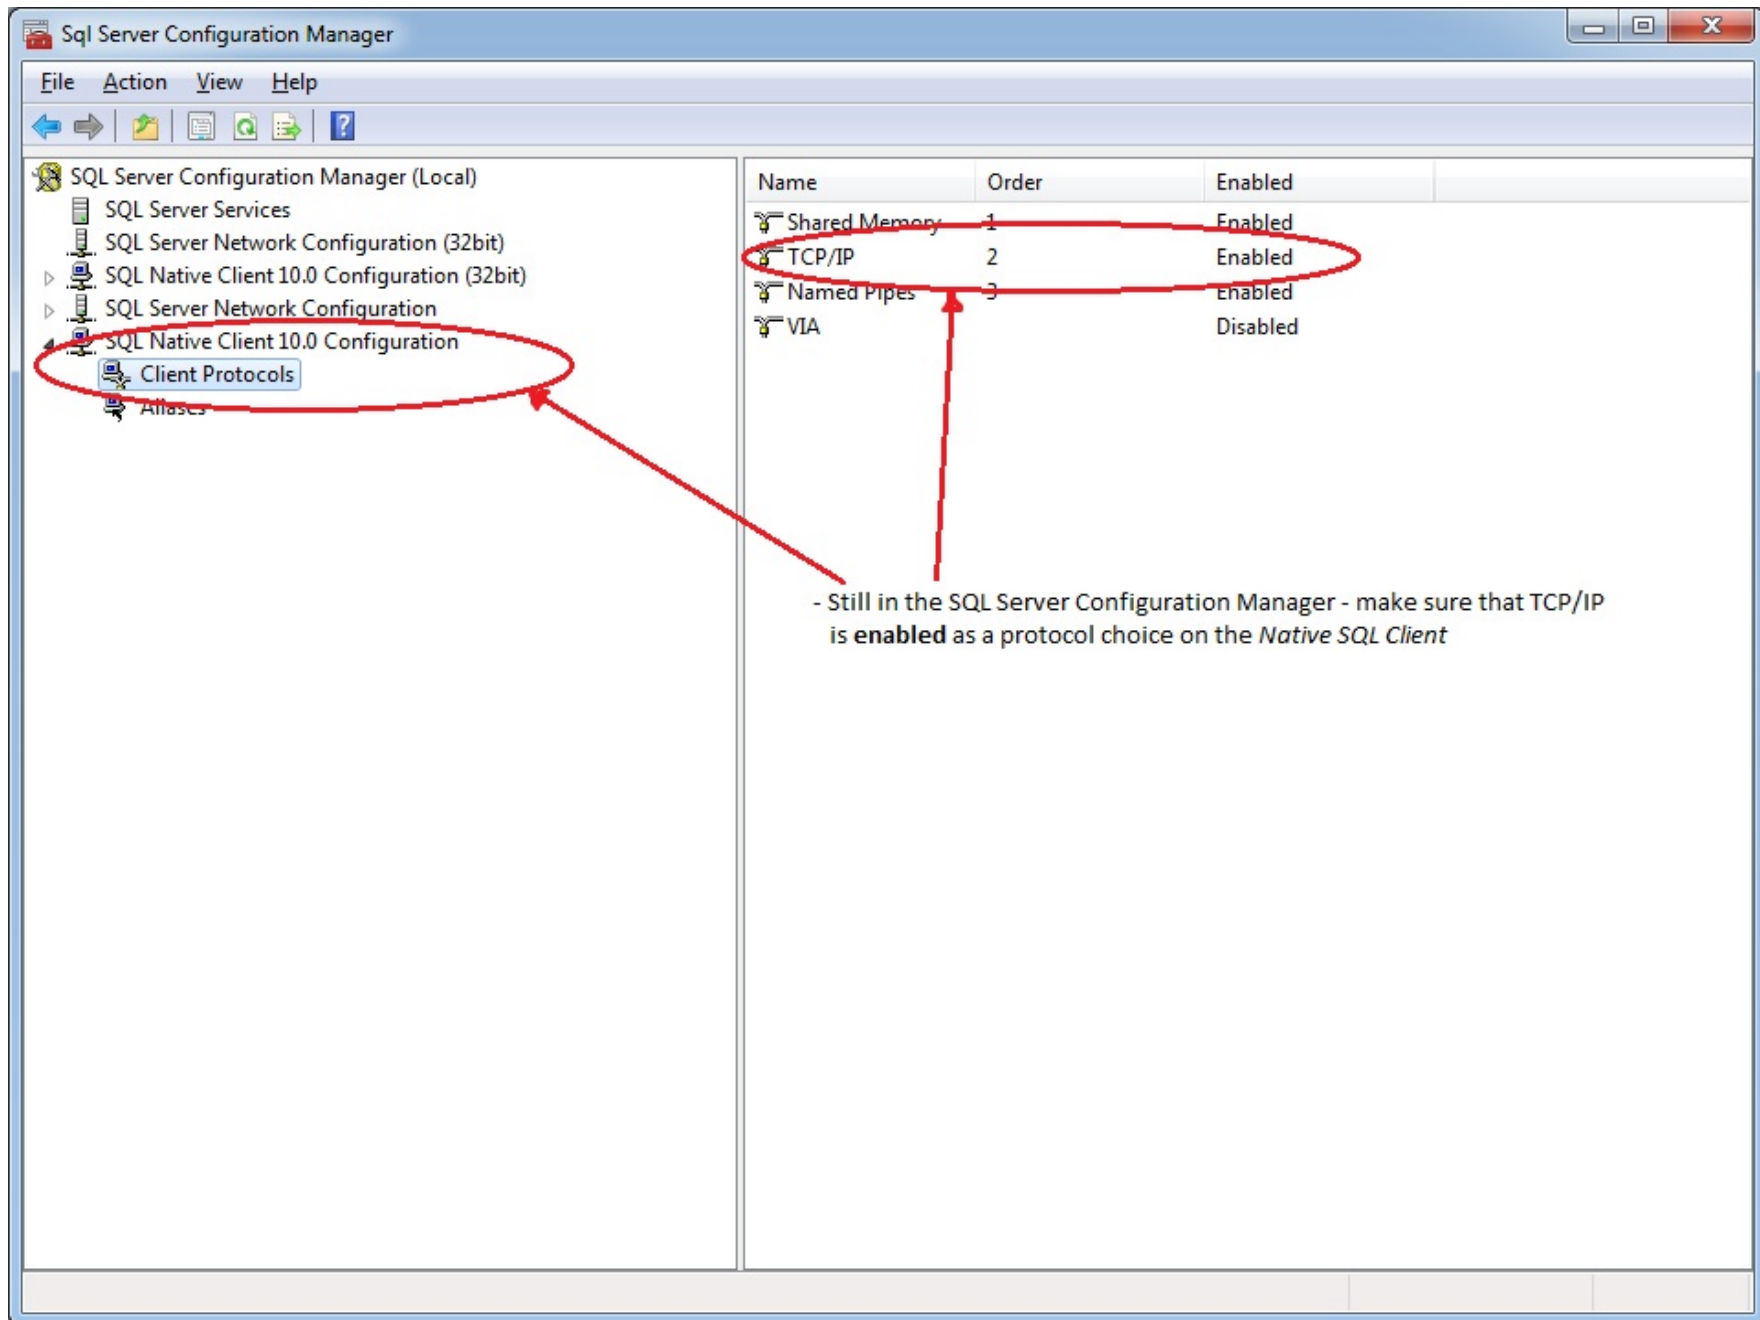 Sql Server Configuration Manager
File Action View Help
SQL Server Configuration Manager (Local)
SQL Server Services
SQL Server Network Configuration (32bit)
SQL Native Client 10.0 Configuration (32bit)
SQL Server Network Configuration
SQL Native Client 10.0 Configuration
Client Protocols
Aliases
Name Order Enabled
Shared Memory 1 Enabled
TCP/IP 2 Enabled
Named Pipes 3 Enabled
VIA Disabled
- Still in the SQL Server Configuration Manager - make sure that TCP/IP
is enabled as a protocol choice on the Native SQL Client